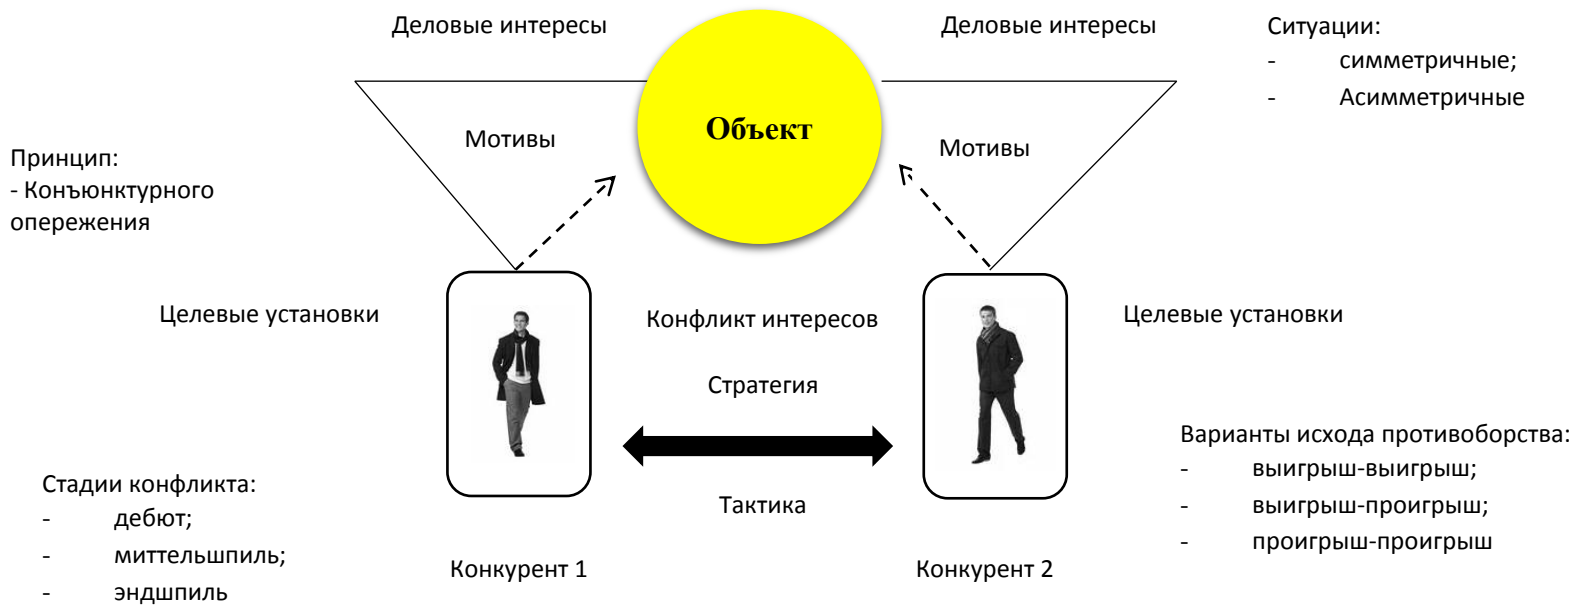 Деловые интересы
Деловые интересы
Ситуации:
- симметричные;
- Асимметричные
Объект
Мотивы
Мотивы
Принцип:
- Конъюнктурного
опережения
Целевые установки
Конфликт интересов
Целевые установки
Стратегия
Тактика
Стадии конфликта:
- дебют;
- миттельшпиль;
- эндшпиль
Варианты исхода противоборства:
- выигрыш-выигрыш;
- выигрыш-проигрыш;
- проигрыш-проигрыш
Конкурент 1
Конкурент 2